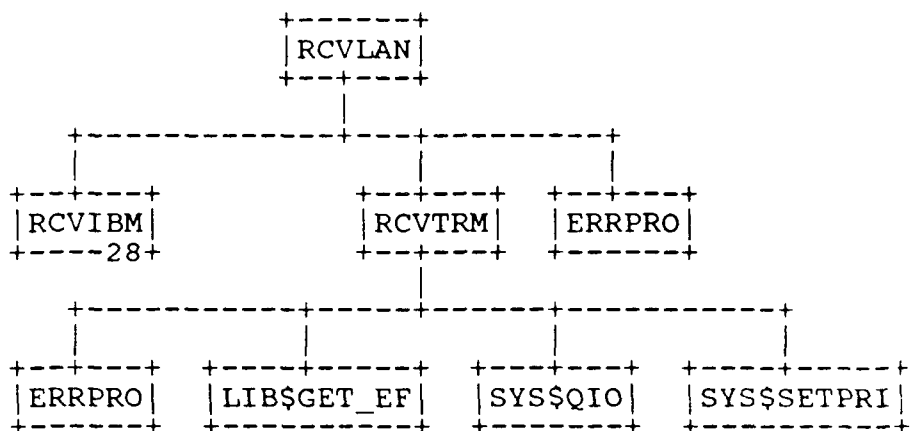 RCVLAN
RCVIBM RCVTRM ERRPRO
28
ERRPRO LIB$GET_EF SYS$QIO SYS$SETPRI